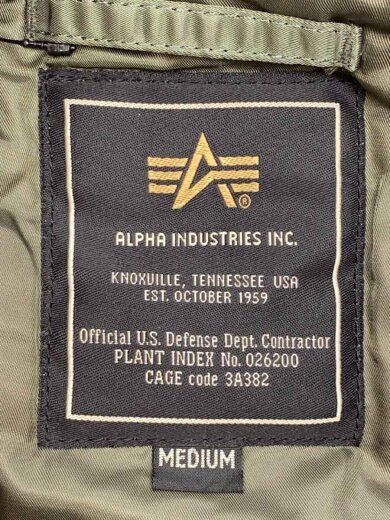 ®
ALPHA INDUSTRIES INC.
KNOXVILLE, TENNESSEE USA
EST. OCTOBER 1959
Official U.S. Defense Dept. Contractor
PLANT INDEX No. 026200
CAGE code 3A382
MEDIUM